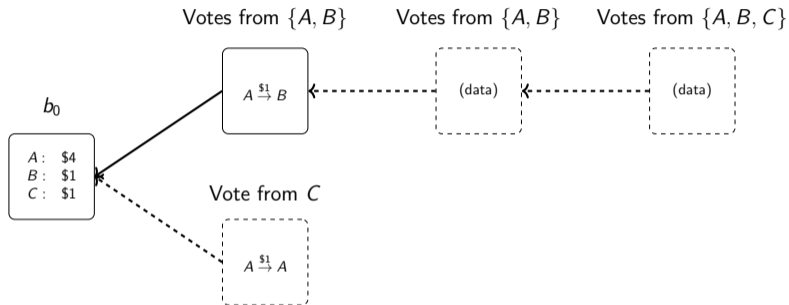 Votes from {A, B}
Votes from {A, B}
Votes from {A, B, C}
A $1→ B
(data)
(data)
b₀
A : $4
B : $1
C : $1
Vote from C
A $1→ A